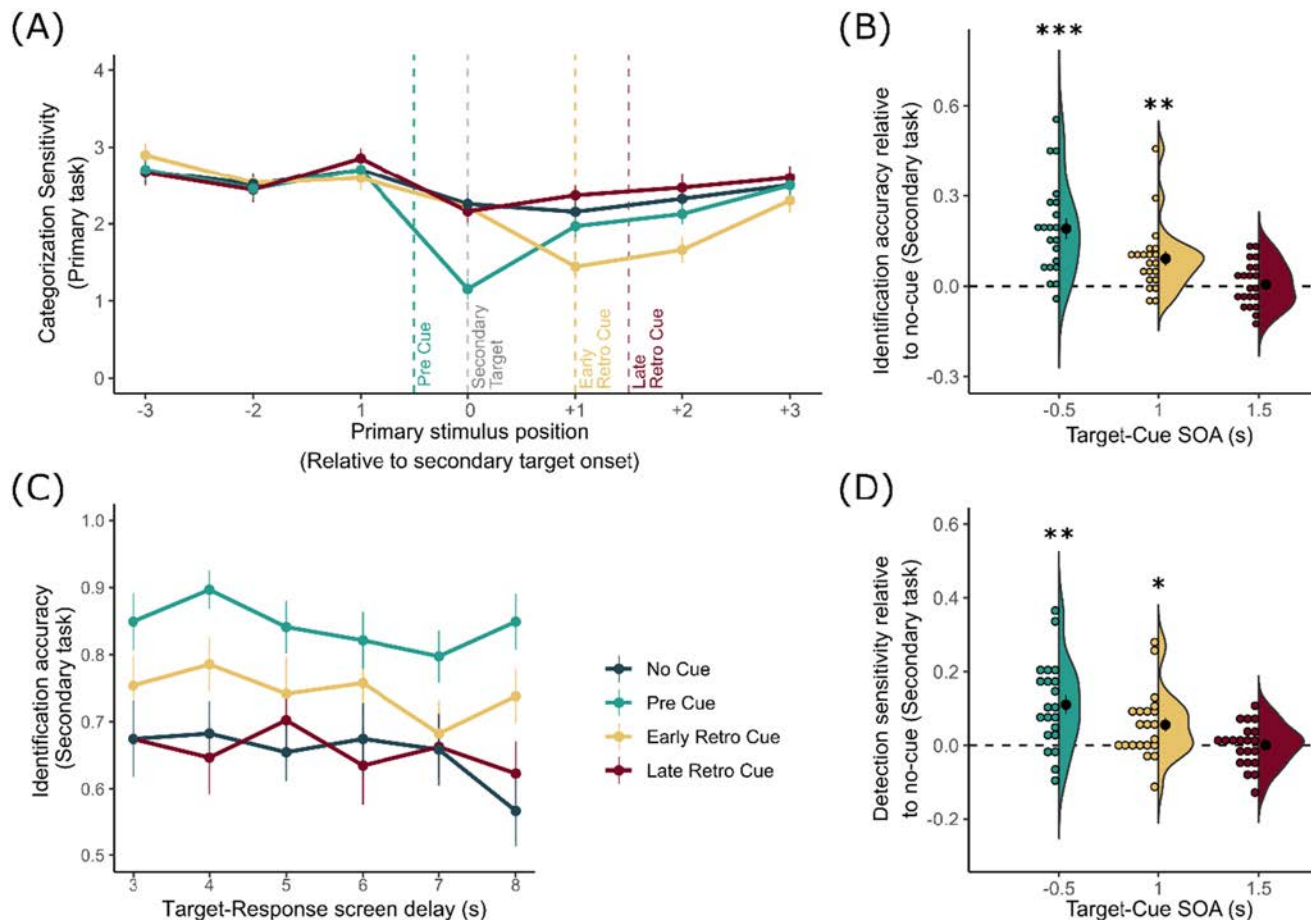 (A)
Categorization Sensitivity
(Primary task)
4
3
2
1
0
Pre Cue
Secondary
Target
Early
Retro Cue
Late
Retro Cue
-3
-2
1
0
+1
+2
+3
Primary stimulus position
(Relative to secondary target onset)
(B)
***
**
Identification accuracy relative
to no-cue (Secondary task)
0.6
0.3
0.0
-0.3
-0.5
1
1.5
Target-Cue SOA (s)
(C)
Identification accuracy
(Secondary task)
1.0
0.9
0.8
0.7
0.6
0.5
3
4
5
6
7
8
Target-Response screen delay (s)
No Cue
Pre Cue
Early Retro Cue
Late Retro Cue
(D)
**
*
Detection sensitivity relative
to no-cue (Secondary task)
0.6
0.4
0.2
0.0
-0.2
-0.5
1
1.5
Target-Cue SOA (s)